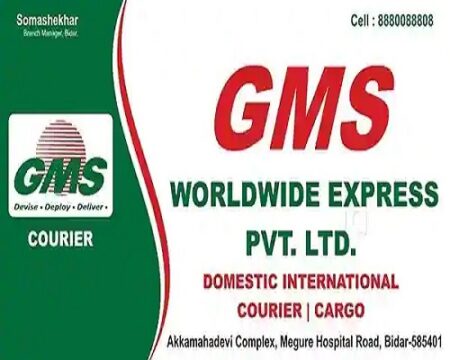 Somashekhar
Branch Manager, Bidar.
Cell : 8880088808
GMS
Devise • Deploy • Deliver •
COURIER
GMS
WORLDWIDE EXPRESS
PVT. LTD.
DOMESTIC INTERNATIONAL
COURIER | CARGO
Akkamahadevi Complex, Megure Hospital Road, Bidar-585401